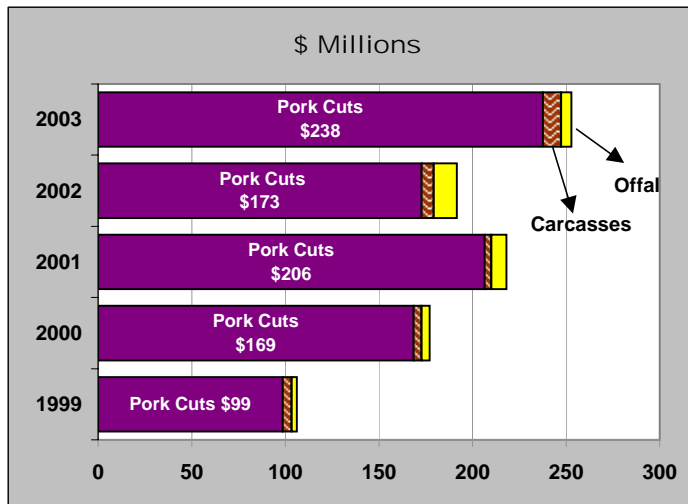 $ Millions
2003
Pork Cuts
$238
Offal
Carcasses
2002
Pork Cuts
$173
2001
Pork Cuts
$206
2000
Pork Cuts
$169
1999
Pork Cuts $99
0 50 100 150 200 250 300